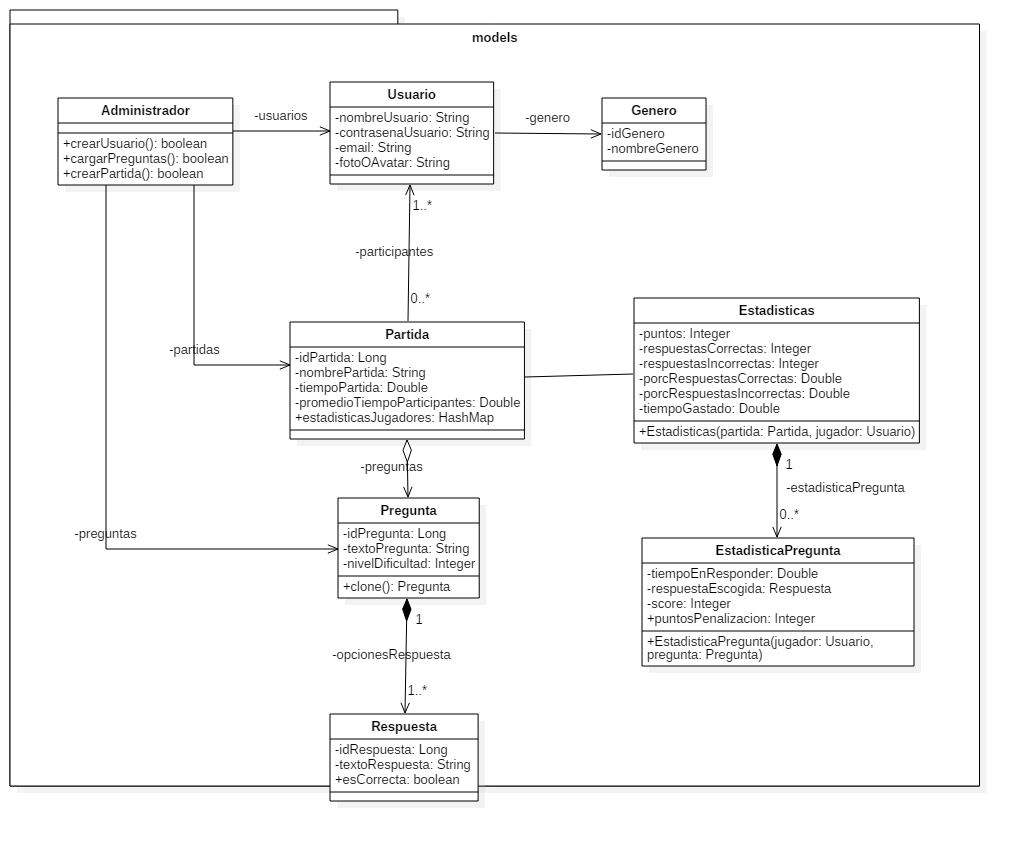 models
Administrador
+crearUsuario(): boolean
+cargarPreguntas(): boolean
+crearPartida(): boolean
-usuarios
Usuario
-nombreUsuario: String
-contrasenaUsuario: String
-email: String
-fotoOAvatar: String
-genero
Genero
-idGenero
-nombreGenero
1..*
-participantes
0..*
-partidas
Partida
-idPartida: Long
-nombrePartida: String
-tiempoPartida: Double
-promedioTiempoParticipantes: Double
+estadisticasJugadores: HashMap
Estadisticas
-puntos: Integer
-respuestasCorrectas: Integer
-respuestasIncorrectas: Integer
-porcRespuestasCorrectas: Double
-porcRespuestasIncorrectas: Double
-tiempoGastado: Double
+Estadisticas(partida: Partida, jugador: Usuario)
-preguntas
1
-estadisticaPregunta
0..*
-preguntas
Pregunta
-idPregunta: Long
-textoPregunta: String
-nivelDificultad: Integer
+clone(): Pregunta
EstadisticaPregunta
-tiempoEnResponder: Double
-respuestaEscogida: Respuesta
-score: Integer
+puntosPenalizacion: Integer
+EstadisticaPregunta(jugador: Usuario,
pregunta: Pregunta)
1
-opcionesRespuesta
1..*
Respuesta
-idRespuesta: Long
-textoRespuesta: String
+esCorrecta: boolean